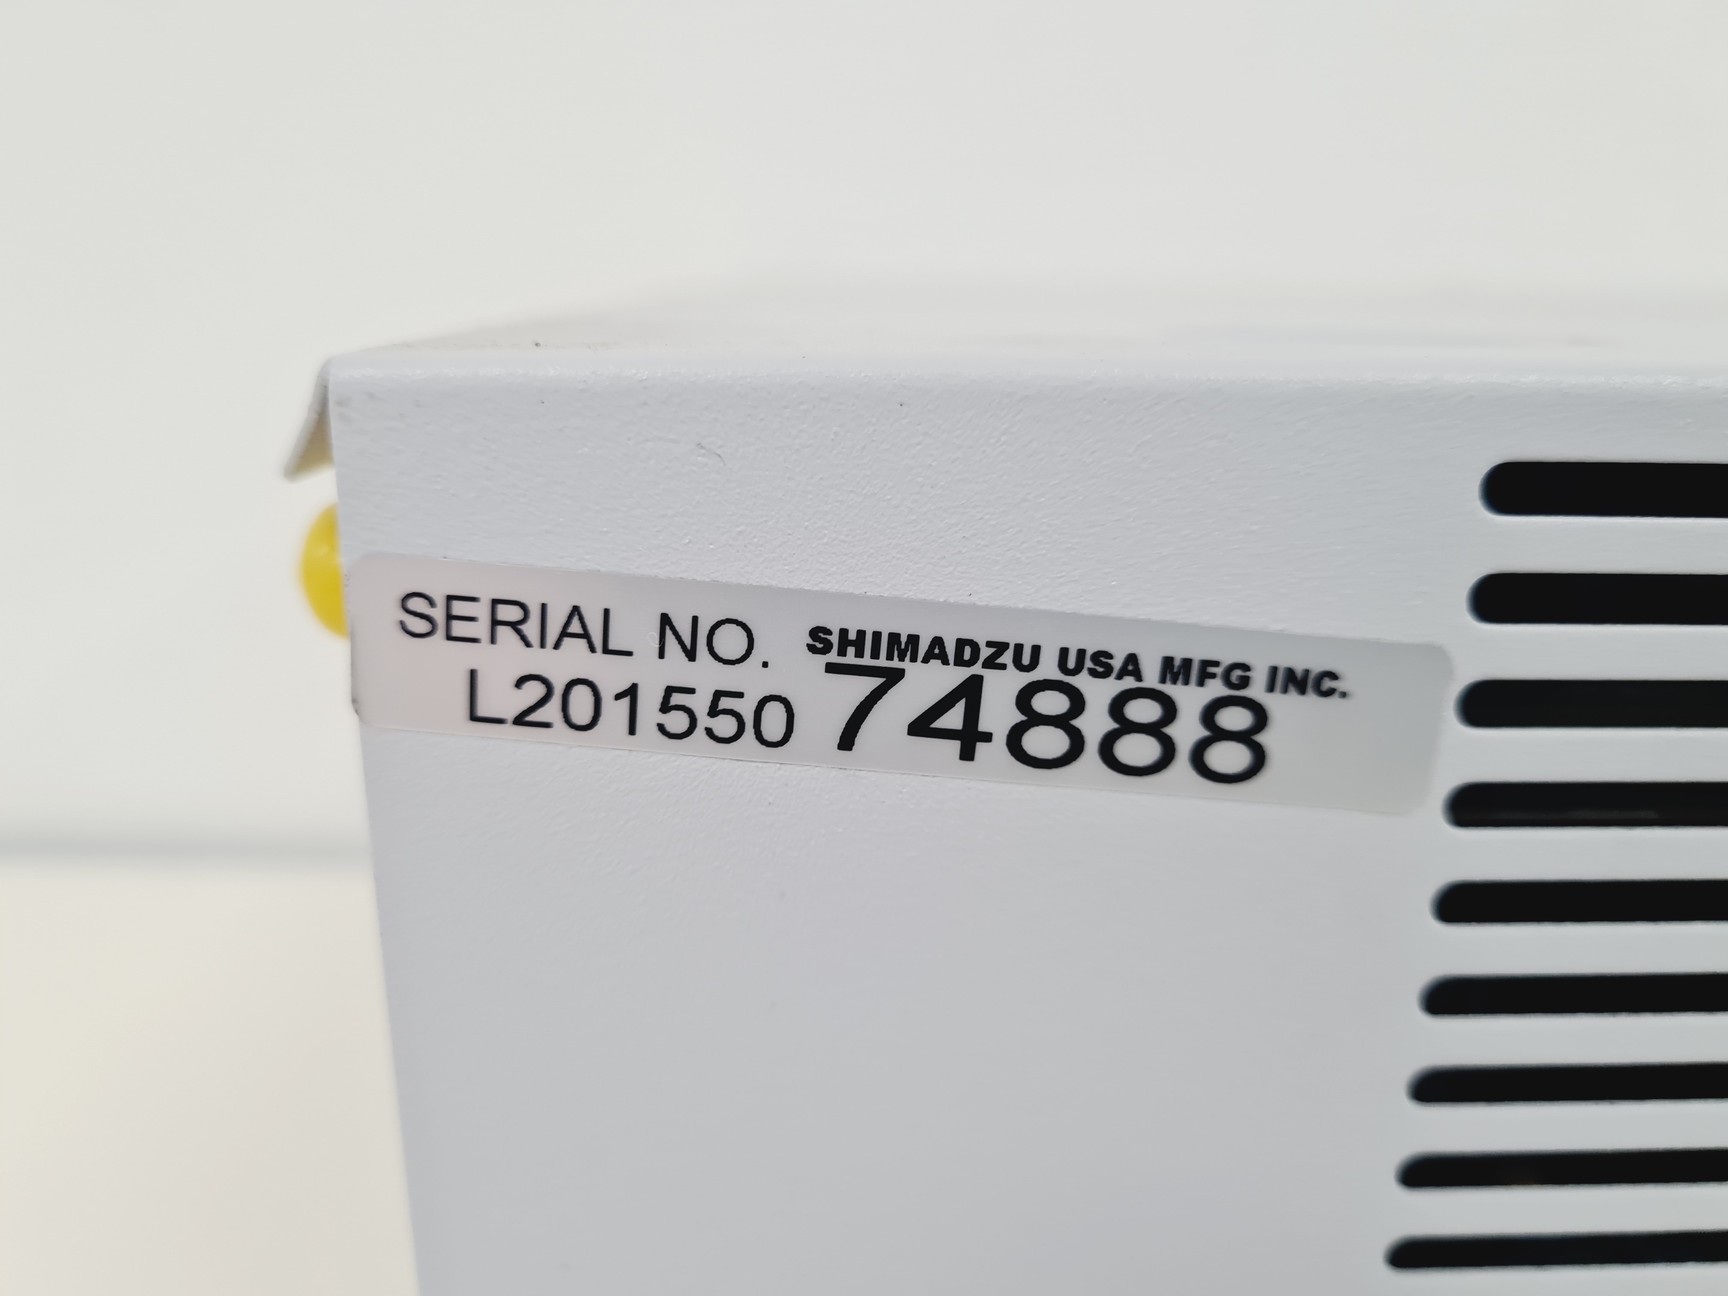 SERIAL NO. SHIMADZU USA MFG INC.
L201550 74888